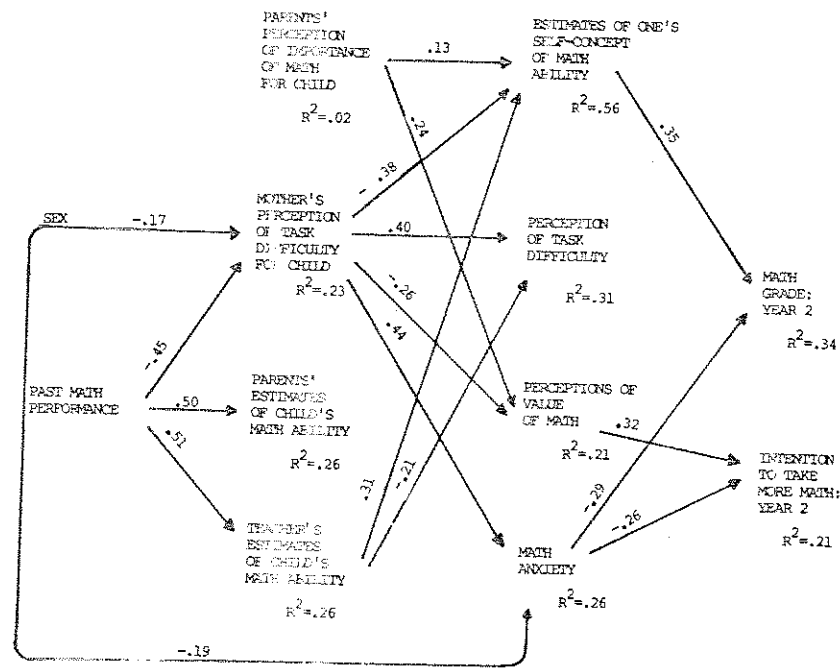 PARENTS'
PERCEPTION
OF IMPORTANCE
OF MATH
FOR CHILD
R²=.02
.13
ESTIMATES OF ONE'S
SELF-CONCEPT
OF MATH
ABILITY
R²=.56
.24
.35
-.38
SEX
-.17
MOTHER'S
PERCEPTION
OF TASK
DIFFICULTY
FOR CHILD
R²=.23
.40
PERCEPTION
OF TASK
DIFFICULTY
R²=.31
-.26
.44
MATH
GRADE:
YEAR 2
R²=.34
-.45
PAST MATH
PERFORMANCE
.50
.51
PARENTS'
ESTIMATES
OF CHILD'S
MATH ABILITY
R²=.26
PERCEPTIONS OF
VALUE
OF MATH
R²=.21
.32
.31
-.21
-.29
-.26
INTENTION
TO TAKE
MORE MATH:
YEAR 2
R²=.21
TEACHER'S
ESTIMATES
OF CHILD'S
MATH ABILITY
R²=.26
MATH
ANXIETY
R²=.26
-.19